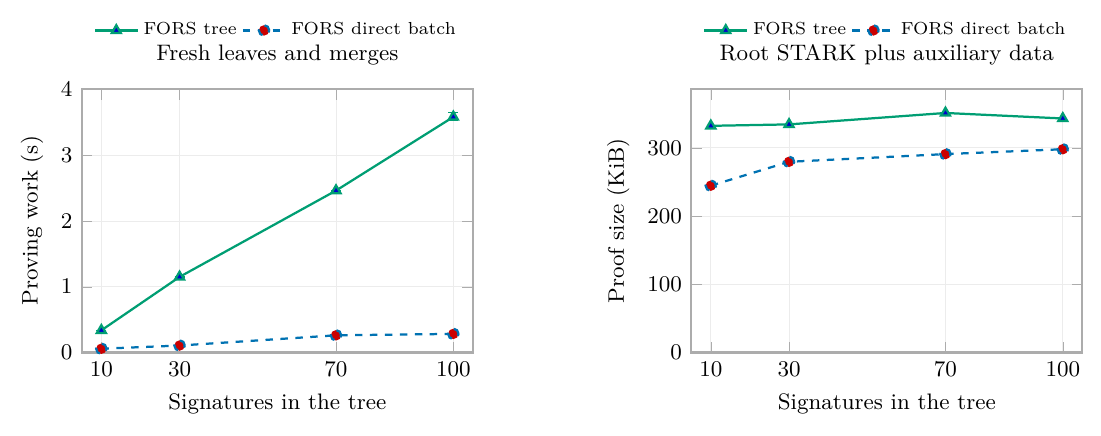 FORS tree FORS direct batch
Fresh leaves and merges
4
3
2
1
0
Proving work (s)
10 30 70 100
Signatures in the tree
FORS tree FORS direct batch
Root STARK plus auxiliary data
300
200
100
0
Proof size (KiB)
10 30 70 100
Signatures in the tree